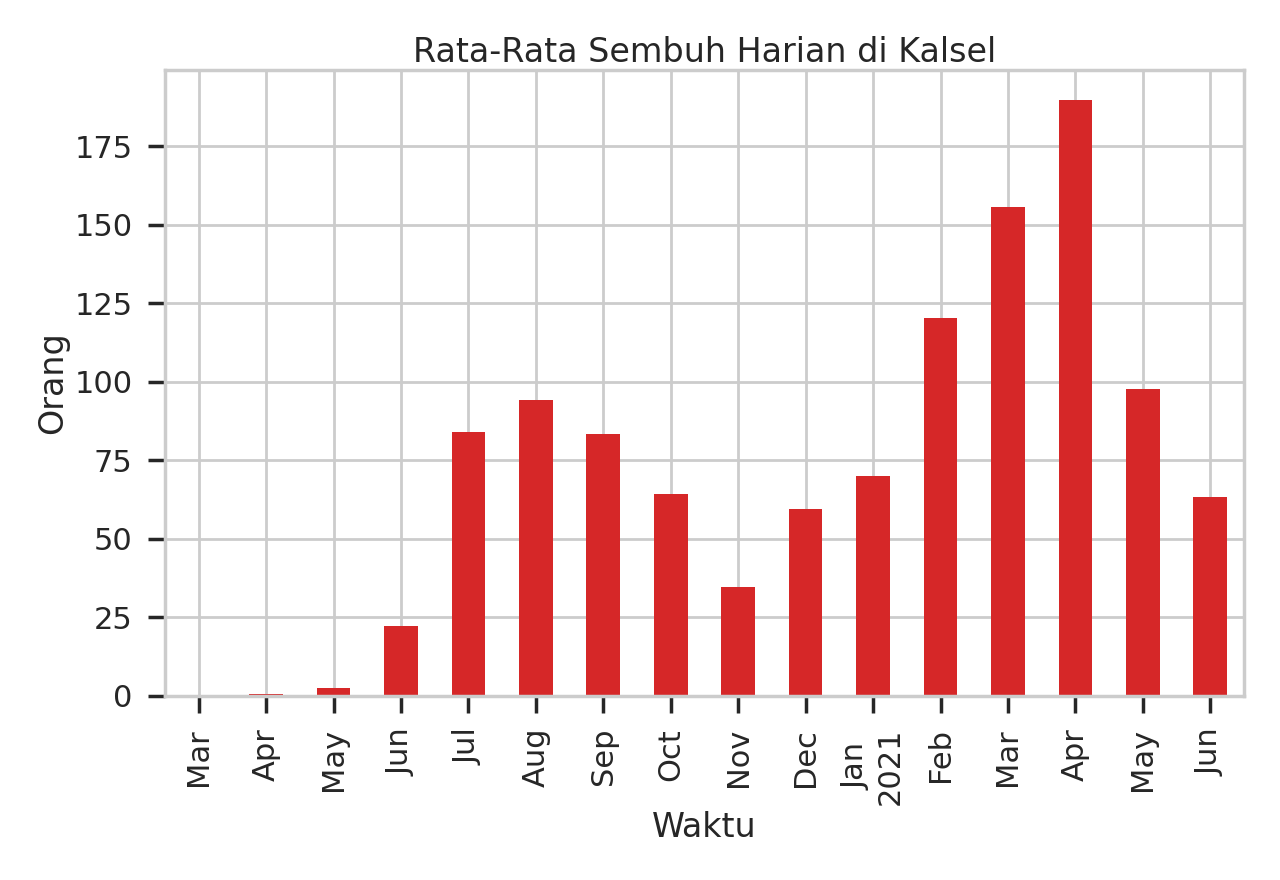 Rata-Rata Sembuh Harian di Kalsel
175
150
125
100
75
50
25
0
Orang
Mar
Apr
May
Jun
Jul
Aug
Sep
Oct
Nov
Dec
Jan
2021
Feb
Mar
Apr
May
Jun
Waktu